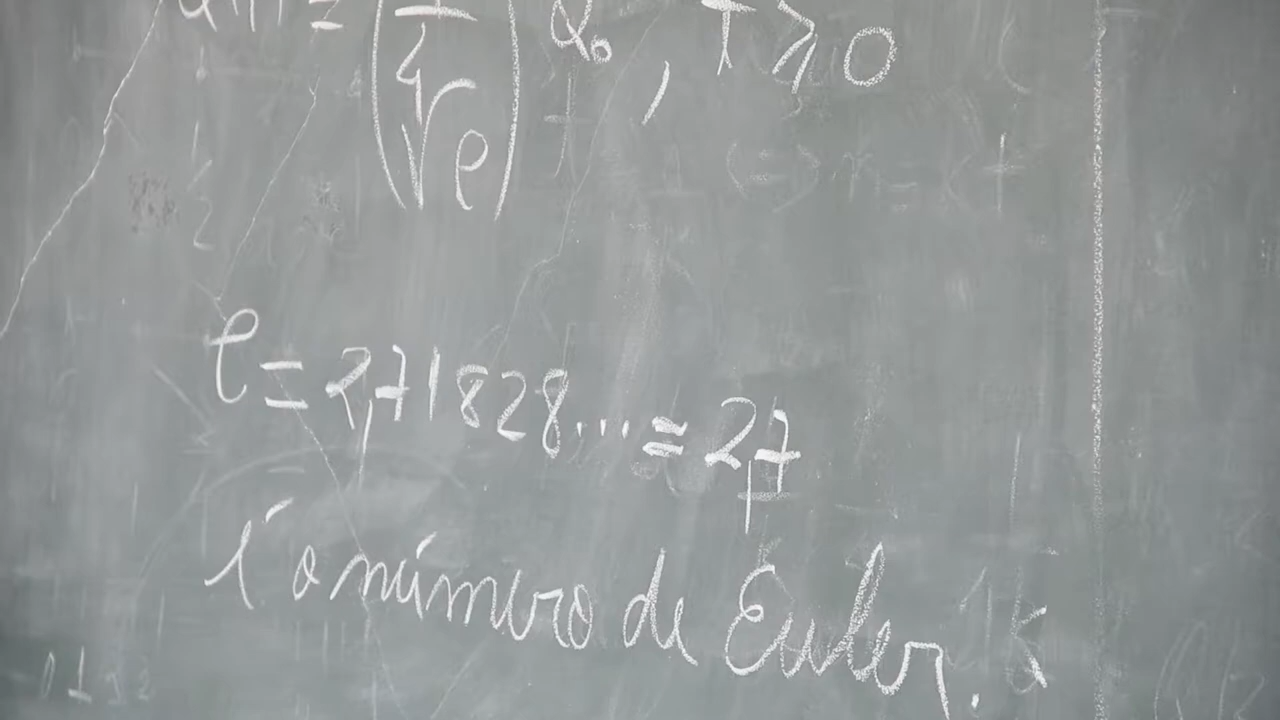 = (1/∜e) Q₀ , T ⩾ 0
e = 2,71828... ≈ 2,7
é o número de Euler.